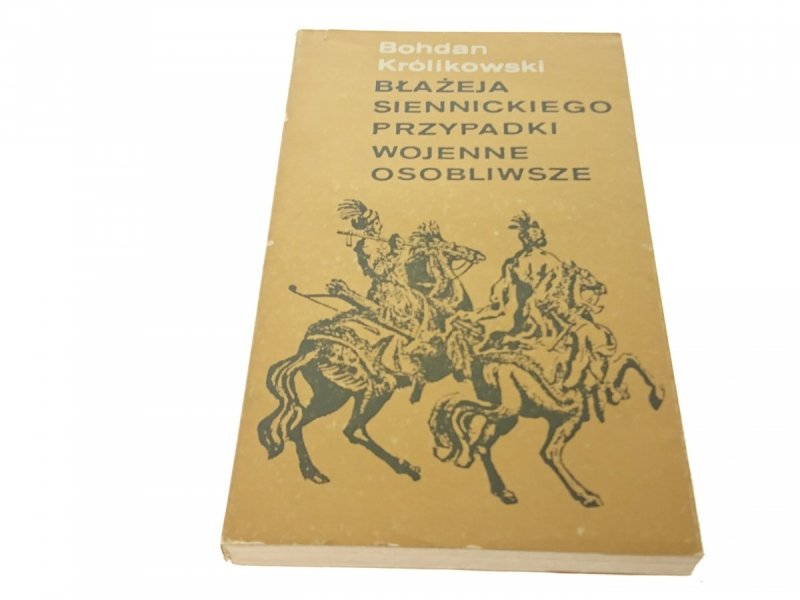 Bohdan
Królikowski
BŁAŻEJA
SIENNICKIEGO
PRZYPADKI
WOJENNE
OSOBLIWSZE